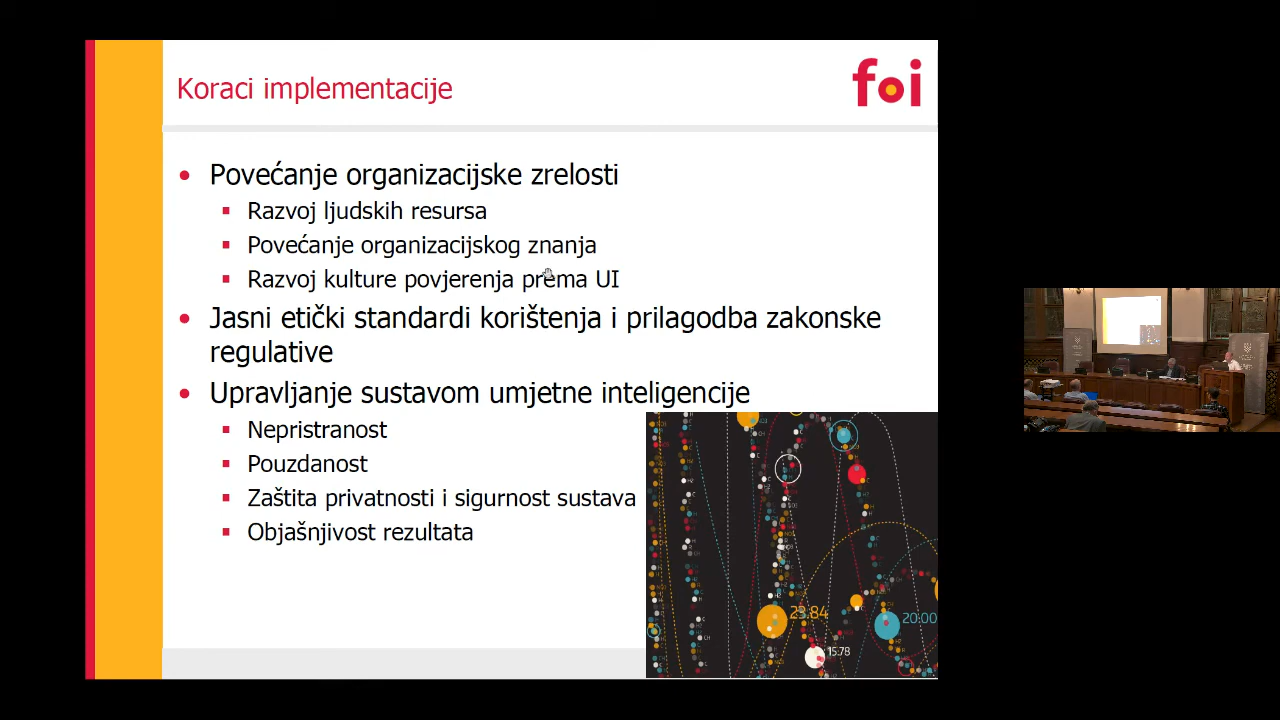 Koraci implementacije
foi
Povećanje organizacijske zrelosti
Razvoj ljudskih resursa
Povećanje organizacijskog znanja
Razvoj kulture povjerenja prema UI
Jasni etički standardi korištenja i prilagodba zakonske
regulative
Upravljanje sustavom umjetne inteligencije
Nepristranost
Pouzdanost
Zaštita privatnosti i sigurnost sustava
Objašnjivost rezultata
23.84
20:00
15.78